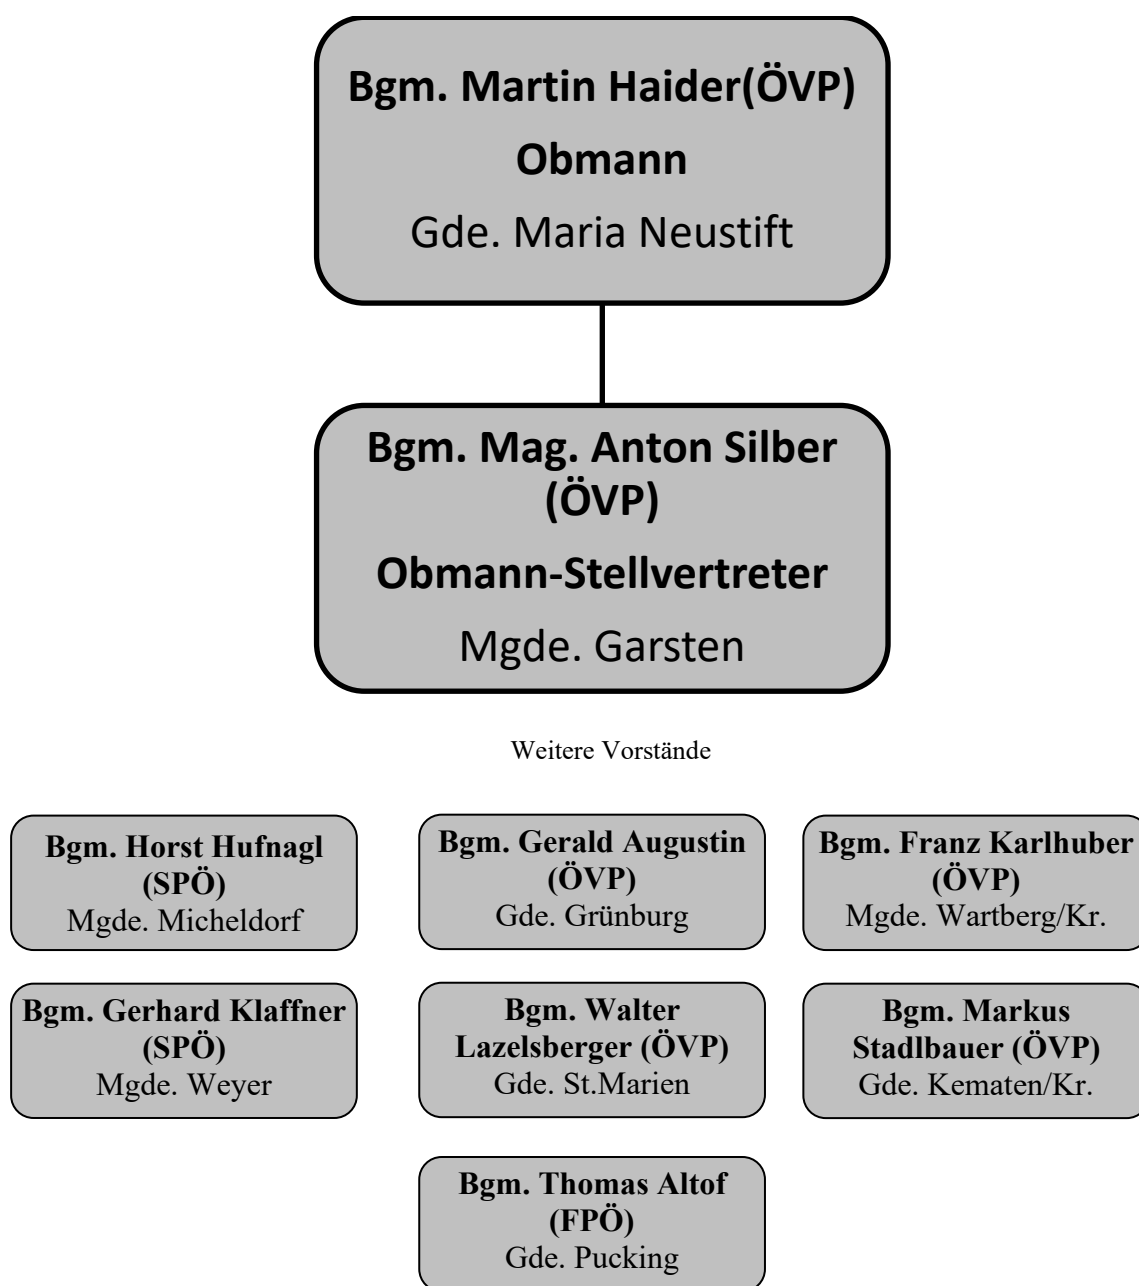 Bgm. Martin Haider(ÖVP)
Obmann
Gde. Maria Neustift
Bgm. Mag. Anton Silber
(ÖVP)
Obmann-Stellvertreter
Mgde. Garsten
Weitere Vorstände
Bgm. Horst Hufnagl
(SPÖ)
Mgde. Micheldorf
Bgm. Gerald Augustin
(ÖVP)
Gde. Grünburg
Bgm. Franz Karlhuber
(ÖVP)
Mgde. Wartberg/Kr.
Bgm. Gerhard Klaffner
(SPÖ)
Mgde. Weyer
Bgm. Walter
Lazelsberger (ÖVP)
Gde. St.Marien
Bgm. Markus
Stadlbauer (ÖVP)
Gde. Kematen/Kr.
Bgm. Thomas Altof
(FPÖ)
Gde. Pucking